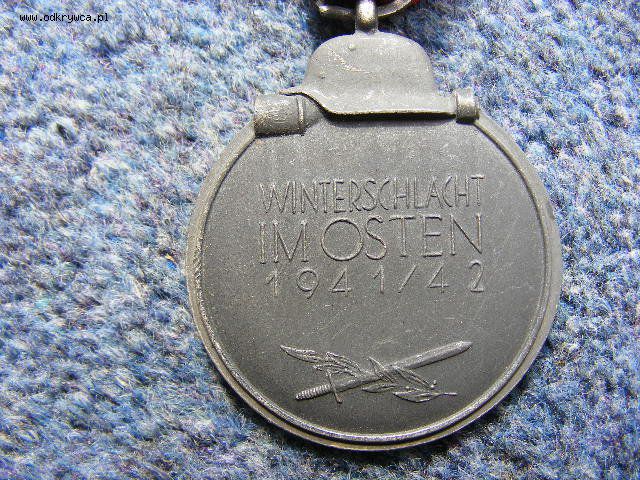 www.odkrywca.pl
WINTERSCHLACHT
IM OSTEN
1941/42